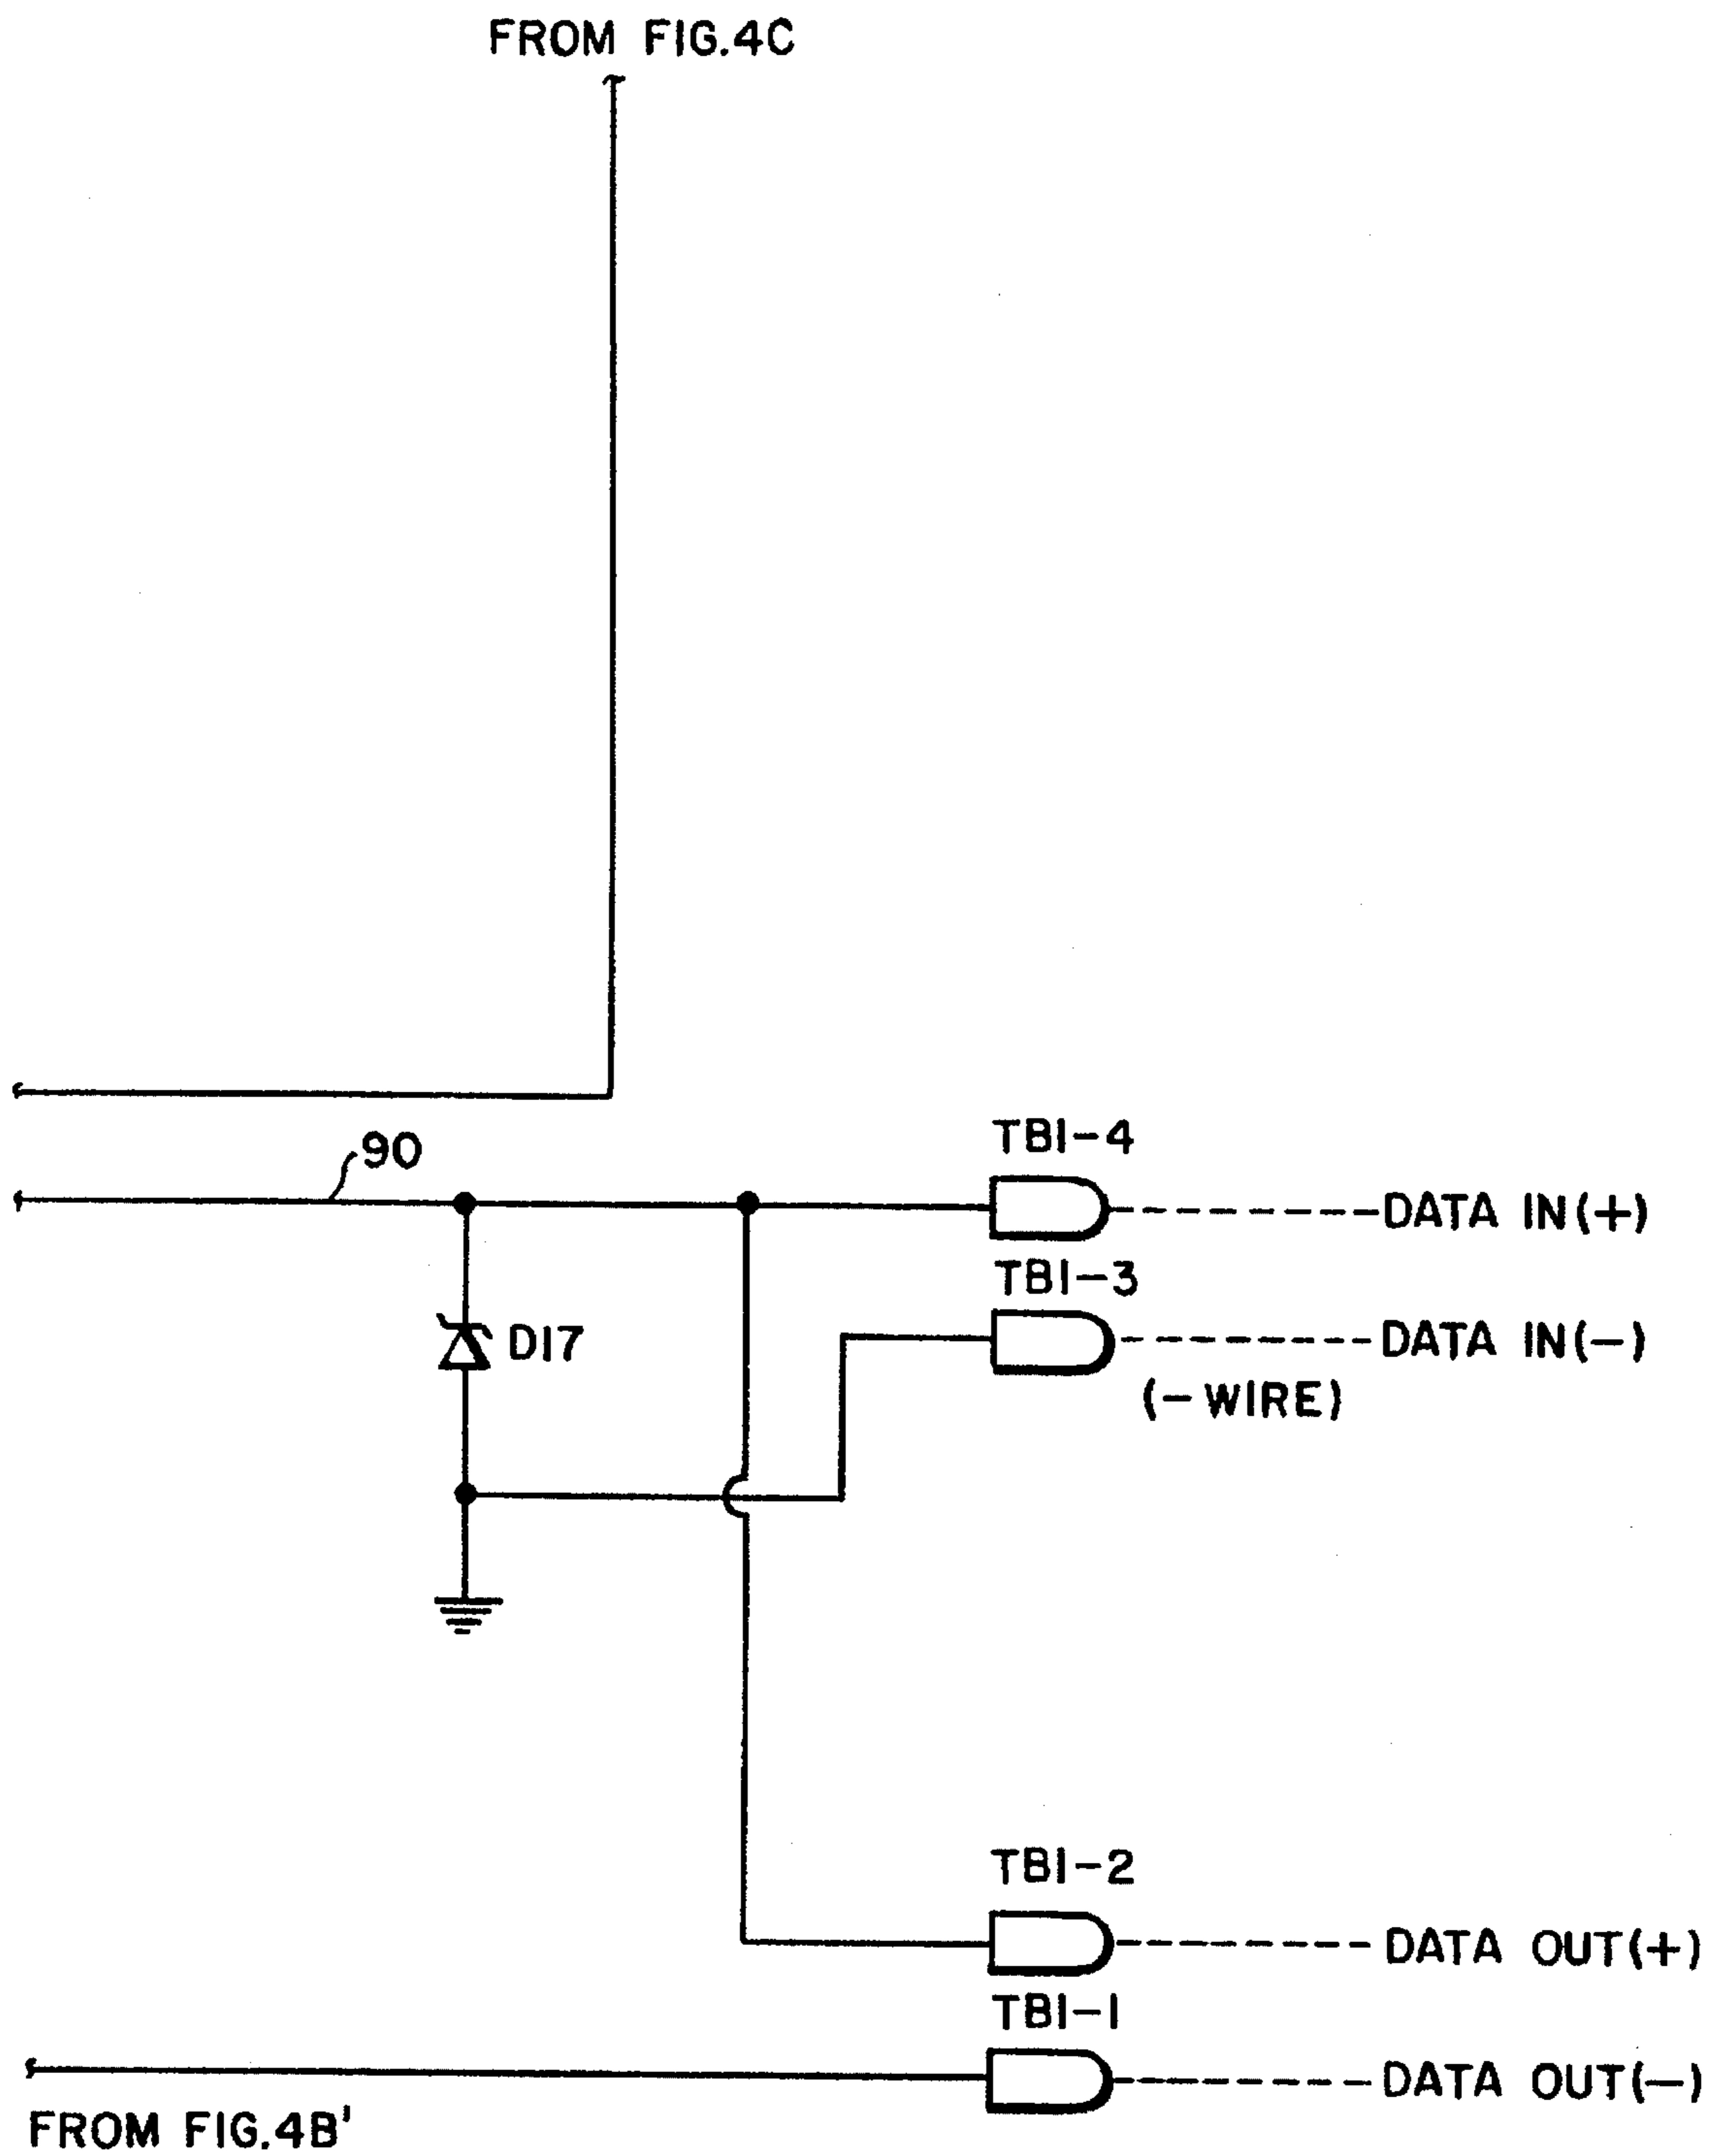 FROM FIG.4C
90
TB1-4
DATA IN(+)
TB1-3
DATA IN(-)
(-WIRE)
D17
TB1-2
DATA OUT(+)
TB1-1
DATA OUT(-)
FROM FIG.4B'